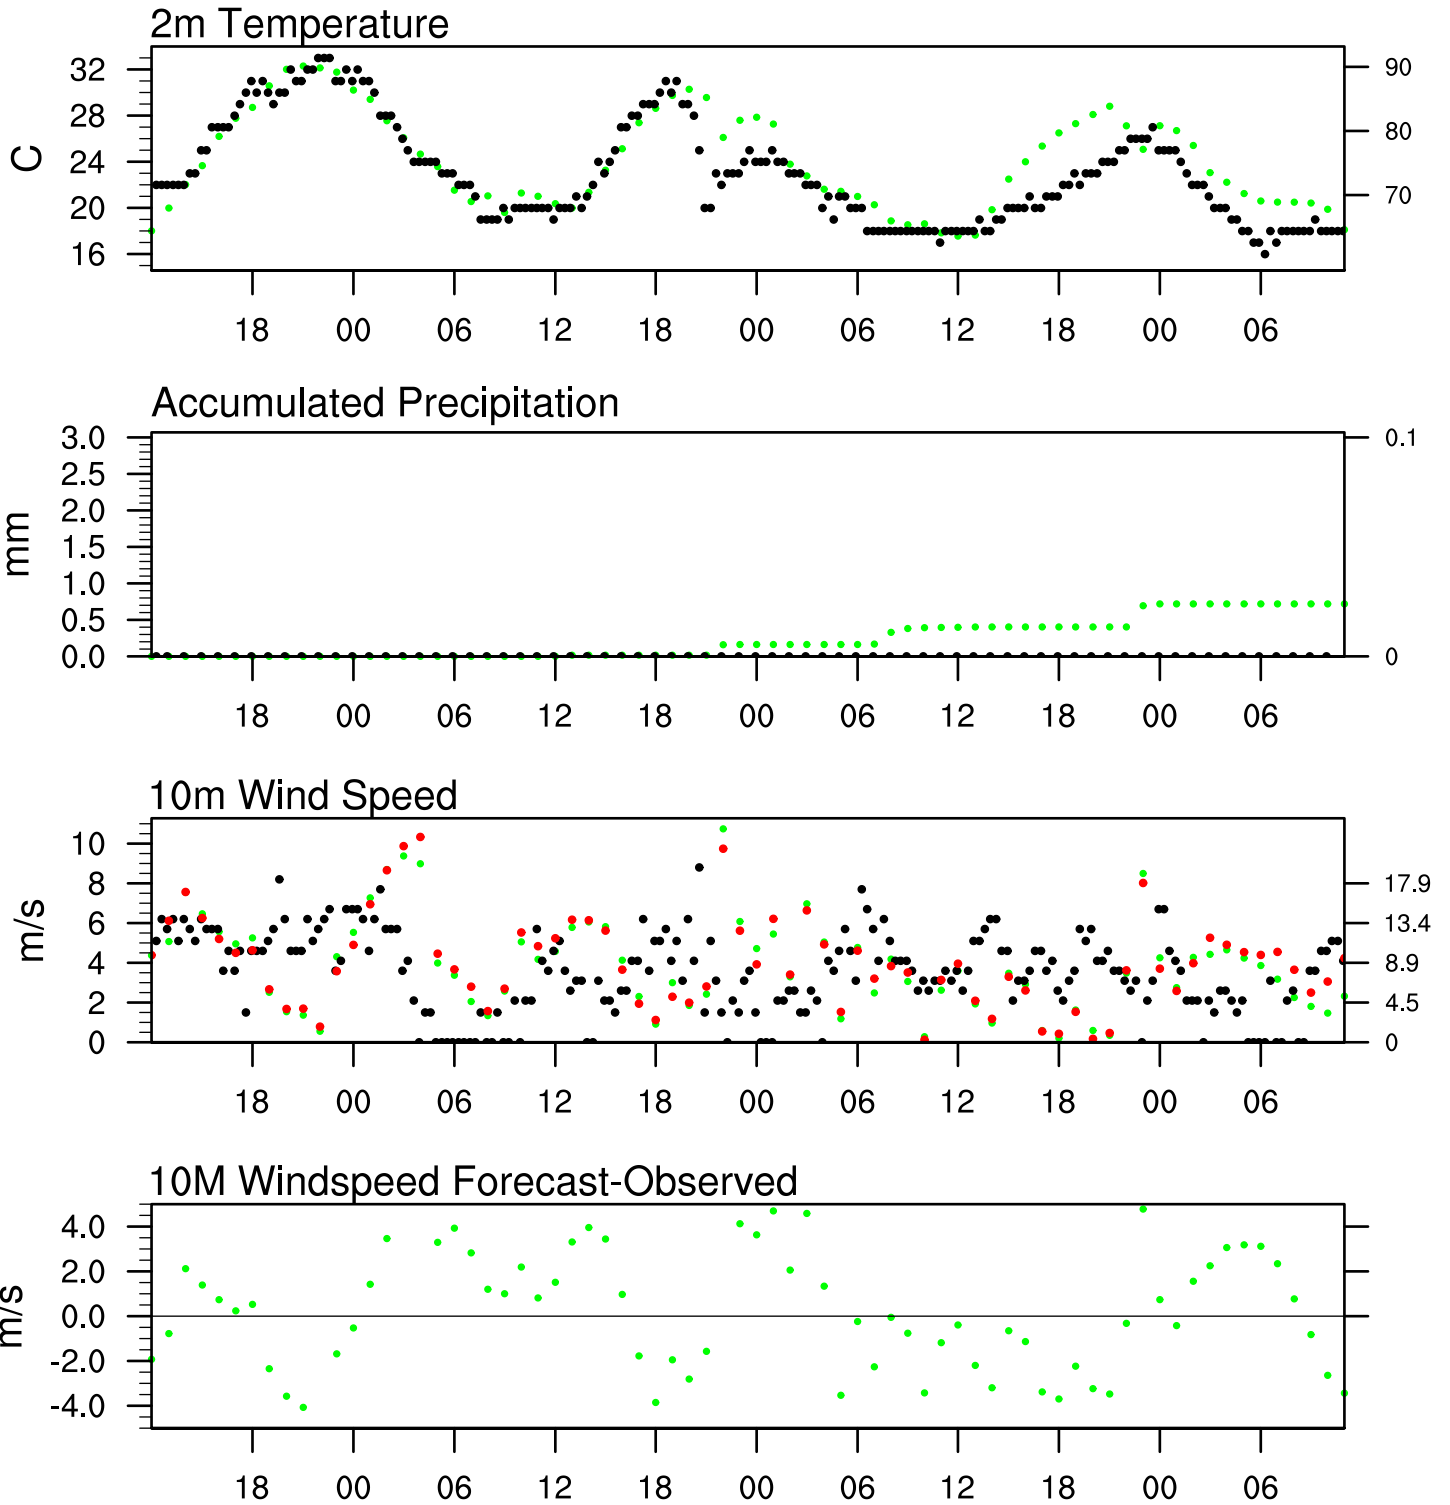 2m Temperature
32 90
28
C 80
24
20 70
16
18 00 06 12 18 00 06 12 18 00 06
Accumulated Precipitation
3.0 0.1
2.5
2.0
mm 1.5
1.0
0.5
0.0 0
18 00 06 12 18 00 06 12 18 00 06
10m Wind Speed
10
8 17.9
m/s 6 13.4
4 8.9
2 4.5
0 0
18 00 06 12 18 00 06 12 18 00 06
10M Windspeed Forecast-Observed
4.0
2.0
m/s 0.0
-2.0
-4.0
18 00 06 12 18 00 06 12 18 00 06